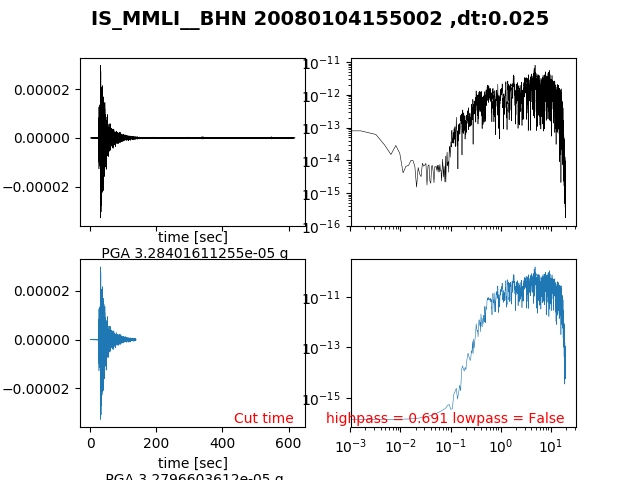 IS_MMLI__BHN 20080104155002 ,dt:0.025
0.00002
0.00000
−0.00002
time [sec]
PGA 3.28401611255e-05 g
10⁻¹¹
10⁻¹²
10⁻¹³
10⁻¹⁴
10⁻¹⁵
10⁻¹⁶
0.00002
0.00000
−0.00002
Cut time
0 200 400 600
time [sec]
PGA 3.2796603612e-05 g
10⁻¹¹
10⁻¹³
10⁻¹⁵
highpass = 0.691 lowpass = False
10⁻³ 10⁻² 10⁻¹ 10⁰ 10¹